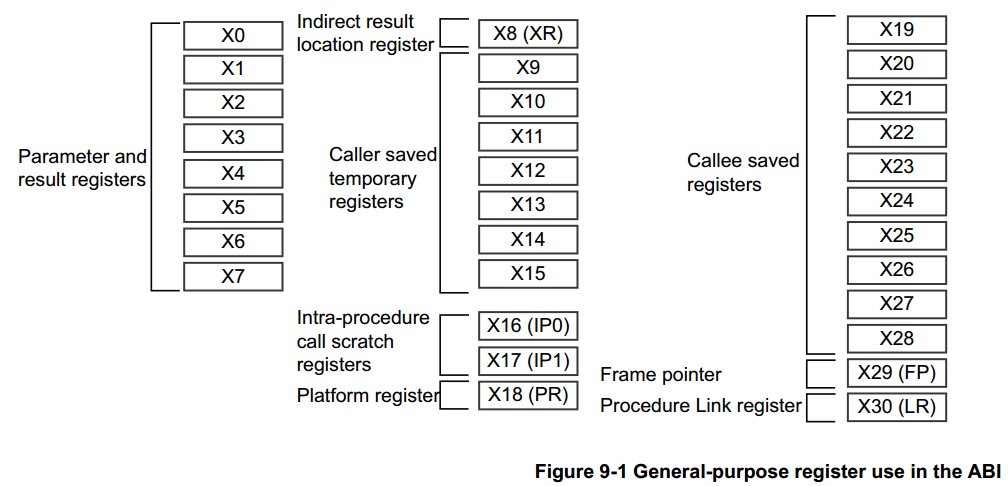 X0
X1
X2
X3
X4
X5
X6
X7
Parameter and
result registers
Indirect result
location register
X8 (XR)
X9
X10
X11
X12
X13
X14
X15
Caller saved
temporary
registers
Intra-procedure
call scratch
registers
X16 (IP0)
X17 (IP1)
Platform register
X18 (PR)
X19
X20
X21
X22
X23
X24
X25
X26
X27
X28
Callee saved
registers
Frame pointer
X29 (FP)
Procedure Link register
X30 (LR)
Figure 9-1 General-purpose register use in the ABI